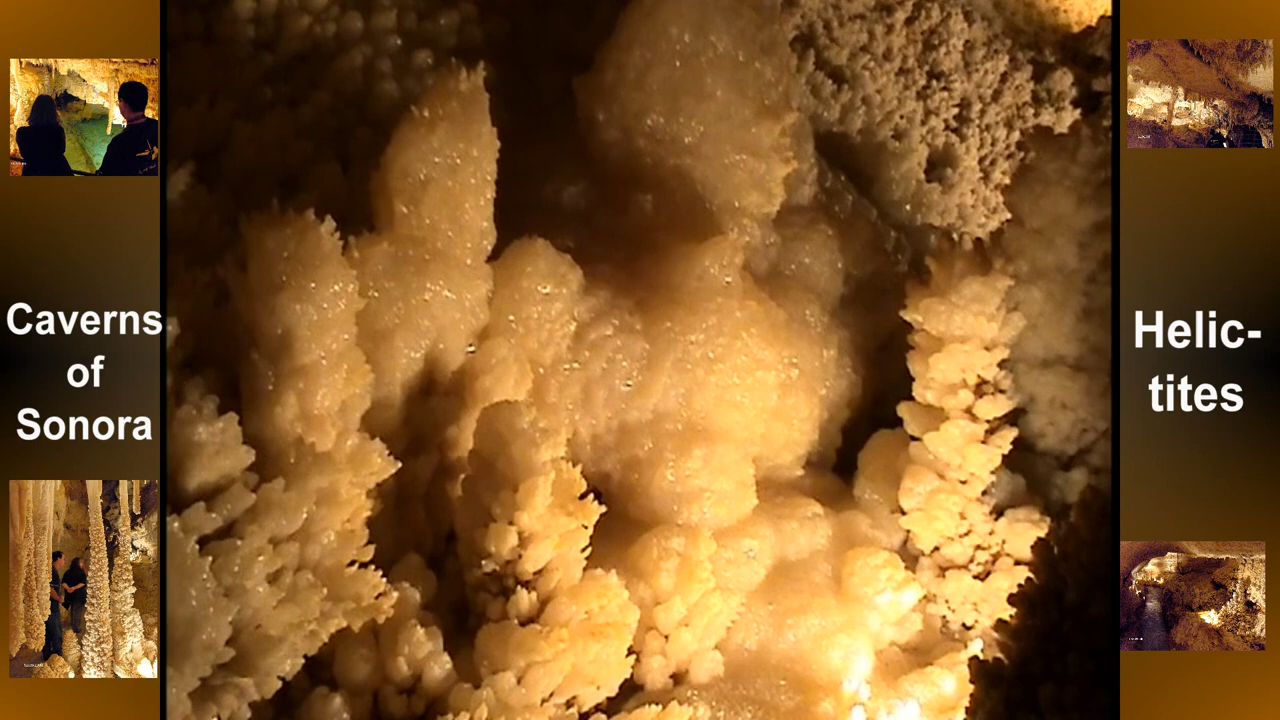 Caverns
of
Sonora
Helic-
tites